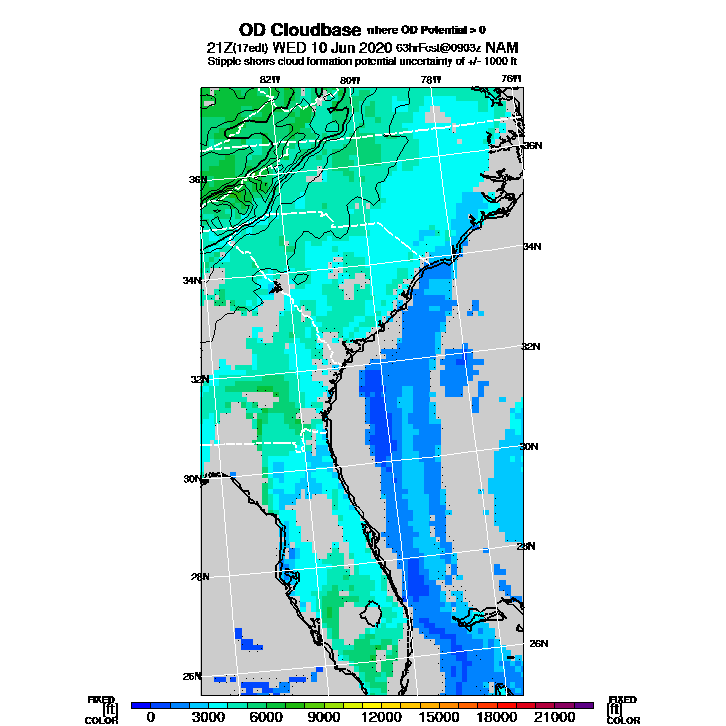 OD Cloudbase where OD Potential > 0
21Z(17edt) WED 10 Jun 2020 63hrFcst@0903z NAM
Stipple shows cloud formation potential uncertainty of +/- 1000 ft
82W 80W 78W 76W
36N
36N
34N
34N
32N
32N
30N
30N
28N
28N
26N
26N
FIXED FIXED
[ft] [ft]
COLOR 0 3000 6000 9000 12000 15000 18000 21000 COLOR